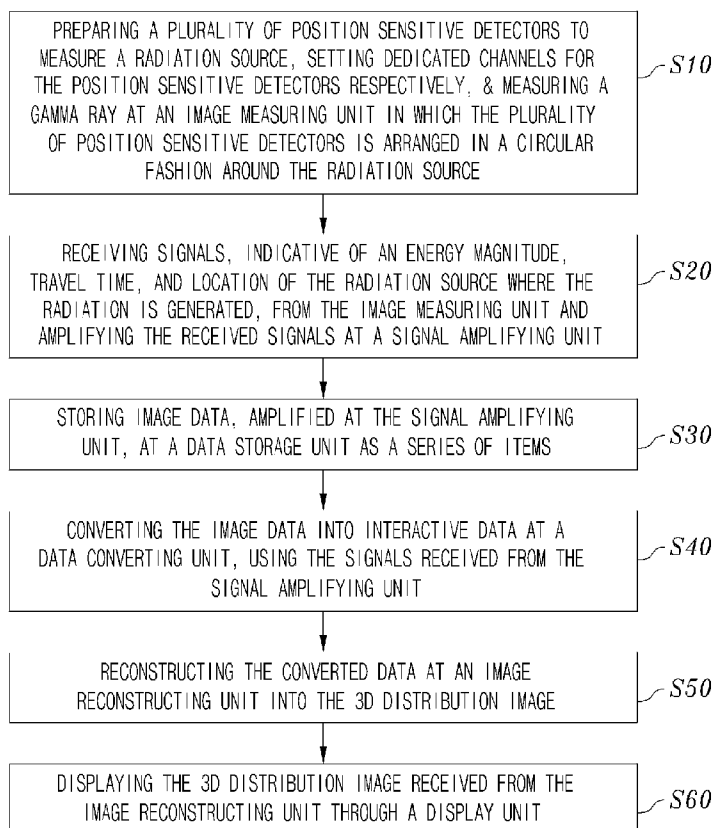 PREPARING A PLURALITY OF POSITION SENSITIVE DETECTORS TO
MEASURE A RADIATION SOURCE, SETTING DEDICATED CHANNELS FOR
THE POSITION SENSITIVE DETECTORS RESPECTIVELY, & MEASURING A
GAMMA RAY AT AN IMAGE MEASURING UNIT IN WHICH THE PLURALITY
OF POSITION SENSITIVE DETECTORS IS ARRANGED IN A CIRCULAR
FASHION AROUND THE RADIATION SOURCE
S10
RECEIVING SIGNALS, INDICATIVE OF AN ENERGY MAGNITUDE,
TRAVEL TIME, AND LOCATION OF THE RADIATION SOURCE WHERE THE
RADIATION IS GENERATED, FROM THE IMAGE MEASURING UNIT AND
AMPLIFYING THE RECEIVED SIGNALS AT A SIGNAL AMPLIFYING UNIT
S20
STORING IMAGE DATA, AMPLIFIED AT THE SIGNAL AMPLIFYING
UNIT, AT A DATA STORAGE UNIT AS A SERIES OF ITEMS
S30
CONVERTING THE IMAGE DATA INTO INTERACTIVE DATA AT A
DATA CONVERTING UNIT, USING THE SIGNALS RECEIVED FROM THE
SIGNAL AMPLIFYING UNIT
S40
RECONSTRUCTING THE CONVERTED DATA AT AN IMAGE
RECONSTRUCTING UNIT INTO THE 3D DISTRIBUTION IMAGE
S50
DISPLAYING THE 3D DISTRIBUTION IMAGE RECEIVED FROM THE
IMAGE RECONSTRUCTING UNIT THROUGH A DISPLAY UNIT
S60